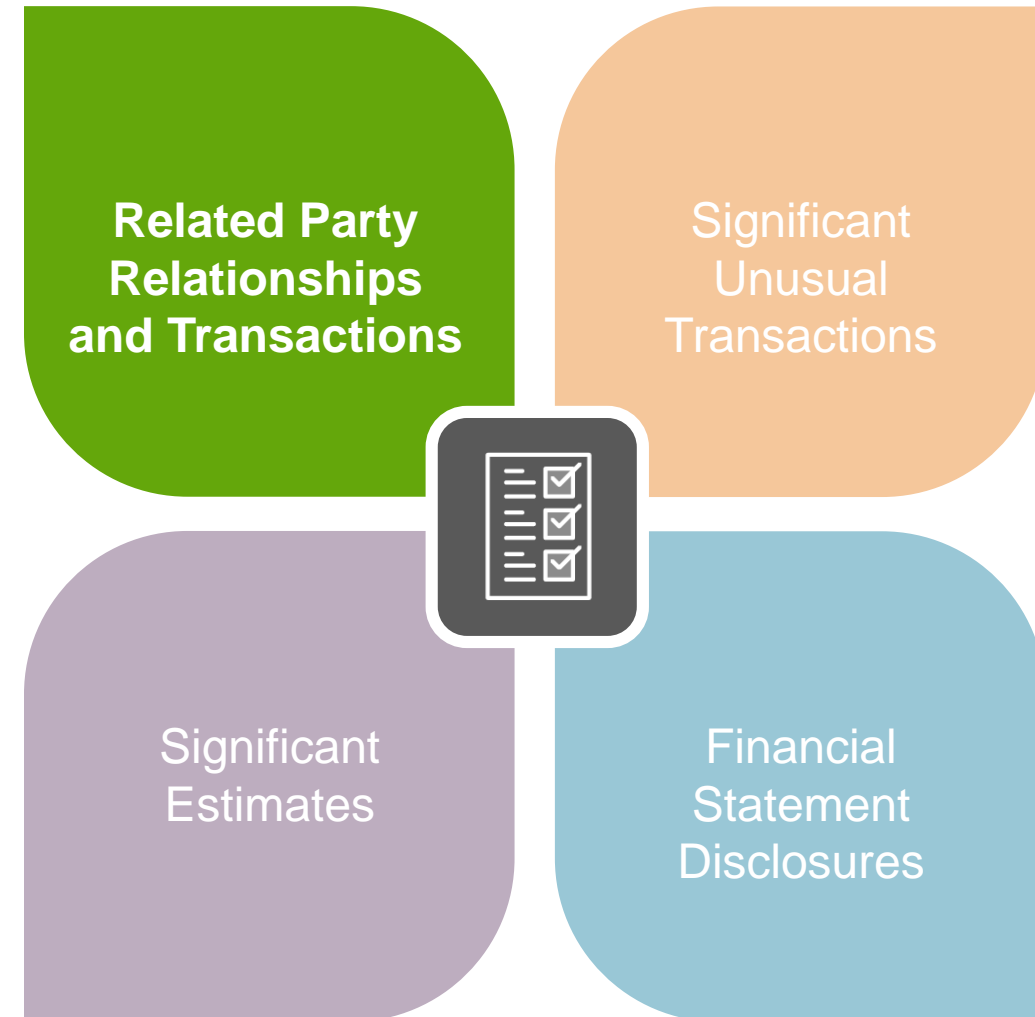 Related Party
Relationships
and Transactions
Significant
Unusual
Transactions
Significant
Estimates
Financial
Statement
Disclosures